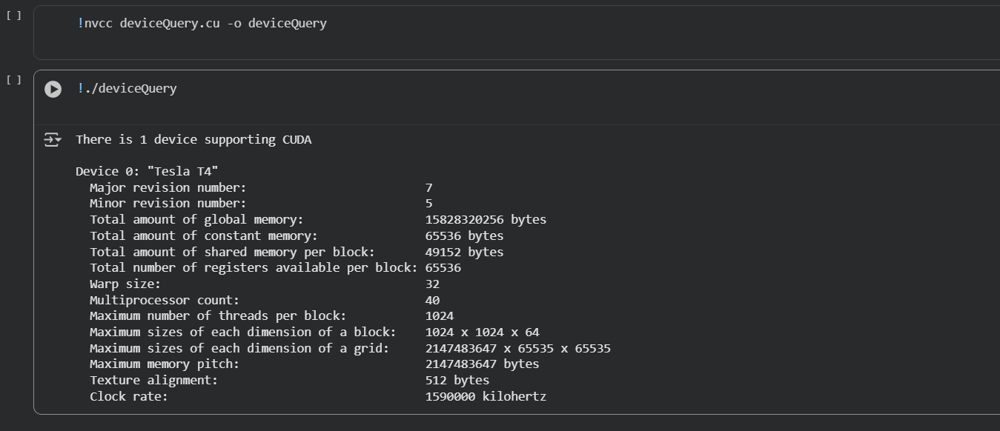 [ ]
!nvcc deviceQuery.cu -o deviceQuery
[ ]
!./deviceQuery
There is 1 device supporting CUDA
Device 0: "Tesla T4"
Major revision number: 7
Minor revision number: 5
Total amount of global memory: 15828320256 bytes
Total amount of constant memory: 65536 bytes
Total amount of shared memory per block: 49152 bytes
Total number of registers available per block: 65536
Warp size: 32
Multiprocessor count: 40
Maximum number of threads per block: 1024
Maximum sizes of each dimension of a block: 1024 x 1024 x 64
Maximum sizes of each dimension of a grid: 2147483647 x 65535 x 65535
Maximum memory pitch: 2147483647 bytes
Texture alignment: 512 bytes
Clock rate: 1590000 kilohertz